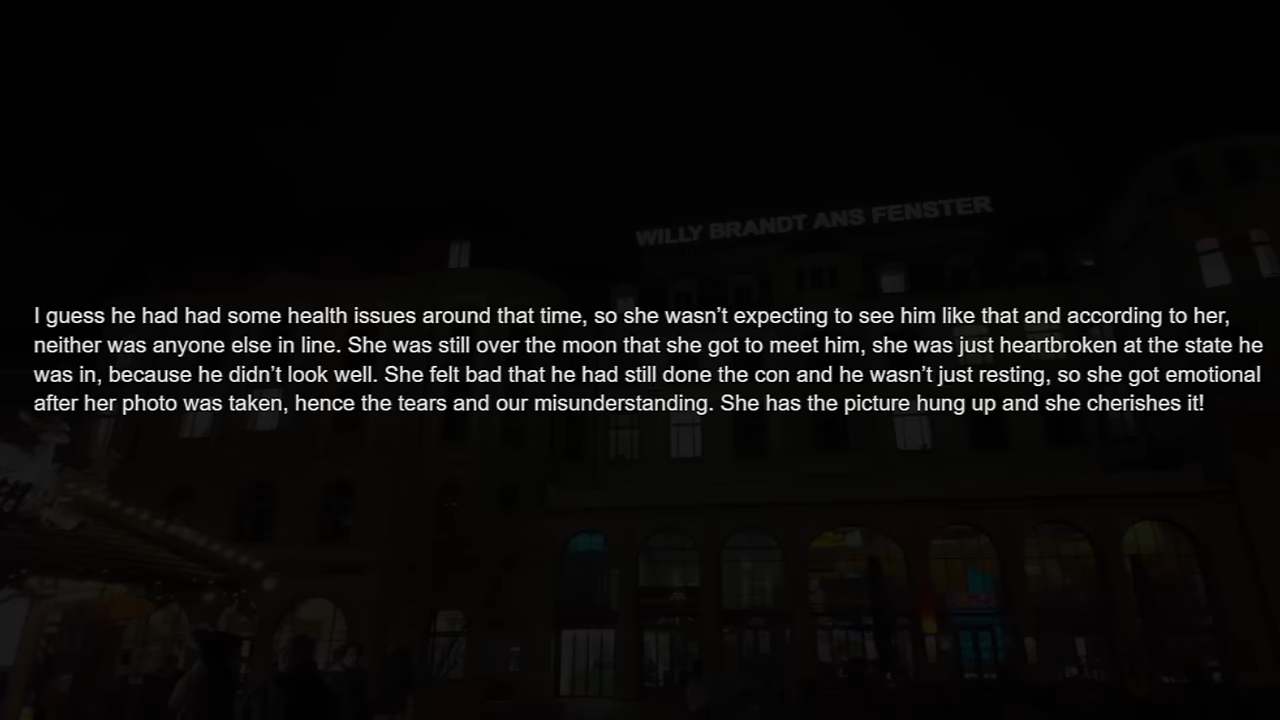 WILLY BRANDT ANS FENSTER
I guess he had had some health issues around that time, so she wasn’t expecting to see him like that and according to her,
neither was anyone else in line. She was still over the moon that she got to meet him, she was just heartbroken at the state he
was in, because he didn’t look well. She felt bad that he had still done the con and he wasn’t just resting, so she got emotional
after her photo was taken, hence the tears and our misunderstanding. She has the picture hung up and she cherishes it!